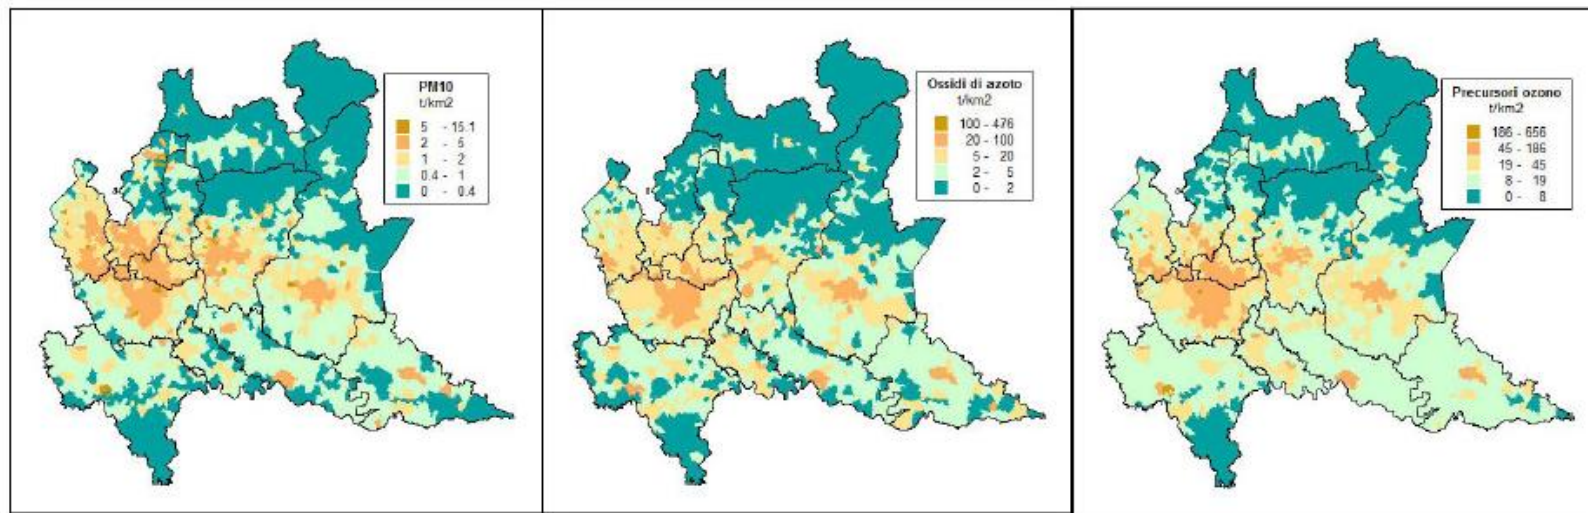 PM10
t/km2
5 - 15.1
2 - 5
1 - 2
0.4 - 1
0 - 0.4
Ossidi di azoto
t/km2
100 - 476
20 - 100
5 - 20
2 - 5
0 - 2
Precursori ozono
t/km2
186 - 656
45 - 186
19 - 45
8 - 19
0 - 8